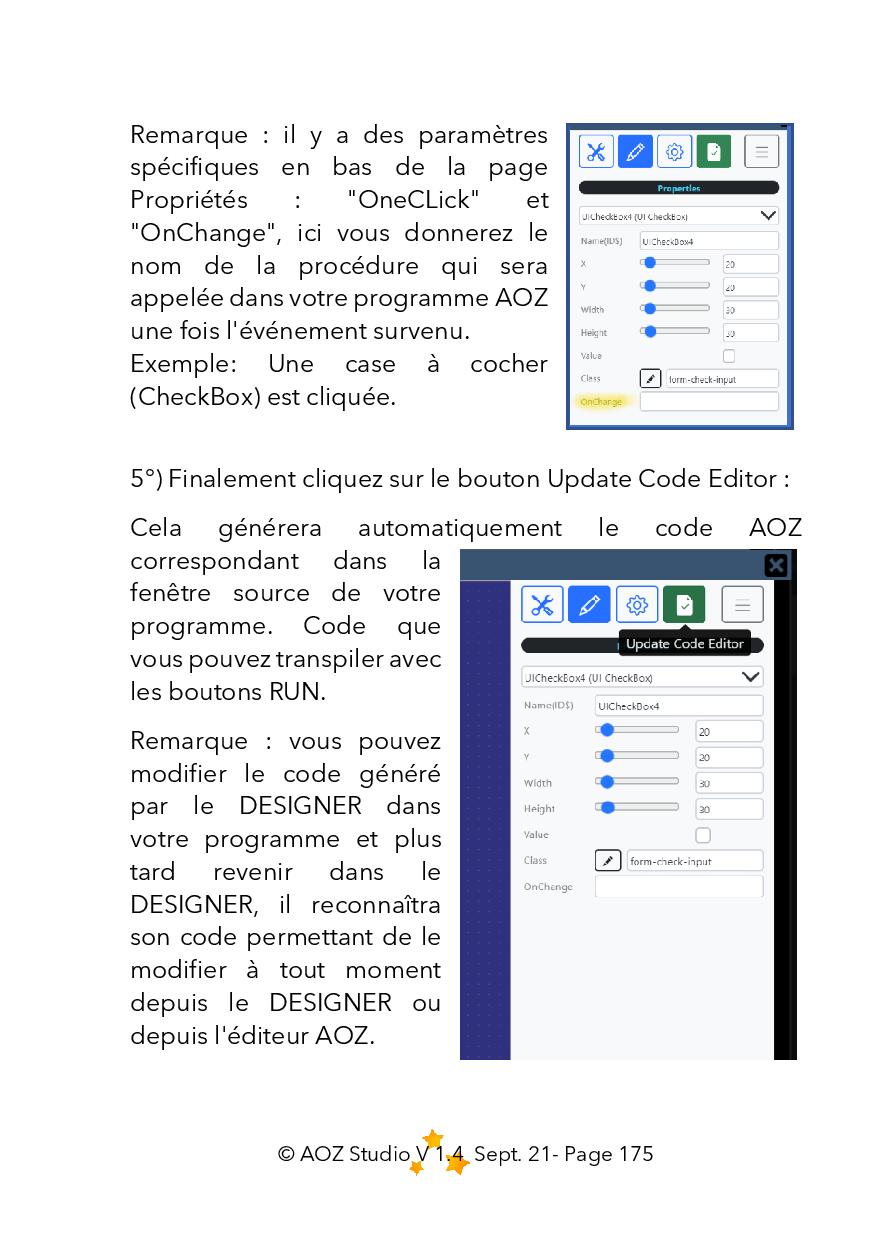 Remarque : il y a des paramètres
spécifiques en bas de la page
Propriétés : "OneCLick" et
"OnChange", ici vous donnerez le
nom de la procédure qui sera
appelée dans votre programme AOZ
une fois l'événement survenu.
Exemple: Une case à cocher
(CheckBox) est cliquée.
Properties
UICheckBox4 (UI CheckBox)
Name(ID$) UICheckBox4
X 20
Y 20
Width 30
Height 30
Value
Class form-check-input
OnChange
5°) Finalement cliquez sur le bouton Update Code Editor :
Cela générera automatiquement le code AOZ
correspondant dans la
fenêtre source de votre
programme. Code que
vous pouvez transpiler avec
les boutons RUN.
Remarque : vous pouvez
modifier le code généré
par le DESIGNER dans
votre programme et plus
tard revenir dans le
DESIGNER, il reconnaîtra
son code permettant de le
modifier à tout moment
depuis le DESIGNER ou
depuis l'éditeur AOZ.
Update Code Editor
UICheckBox4 (UI CheckBox)
Name(ID$) UICheckBox4
X 20
Y 20
Width 30
Height 30
Value
Class form-check-input
OnChange
© AOZ Studio V 1.4 Sept. 21- Page 175